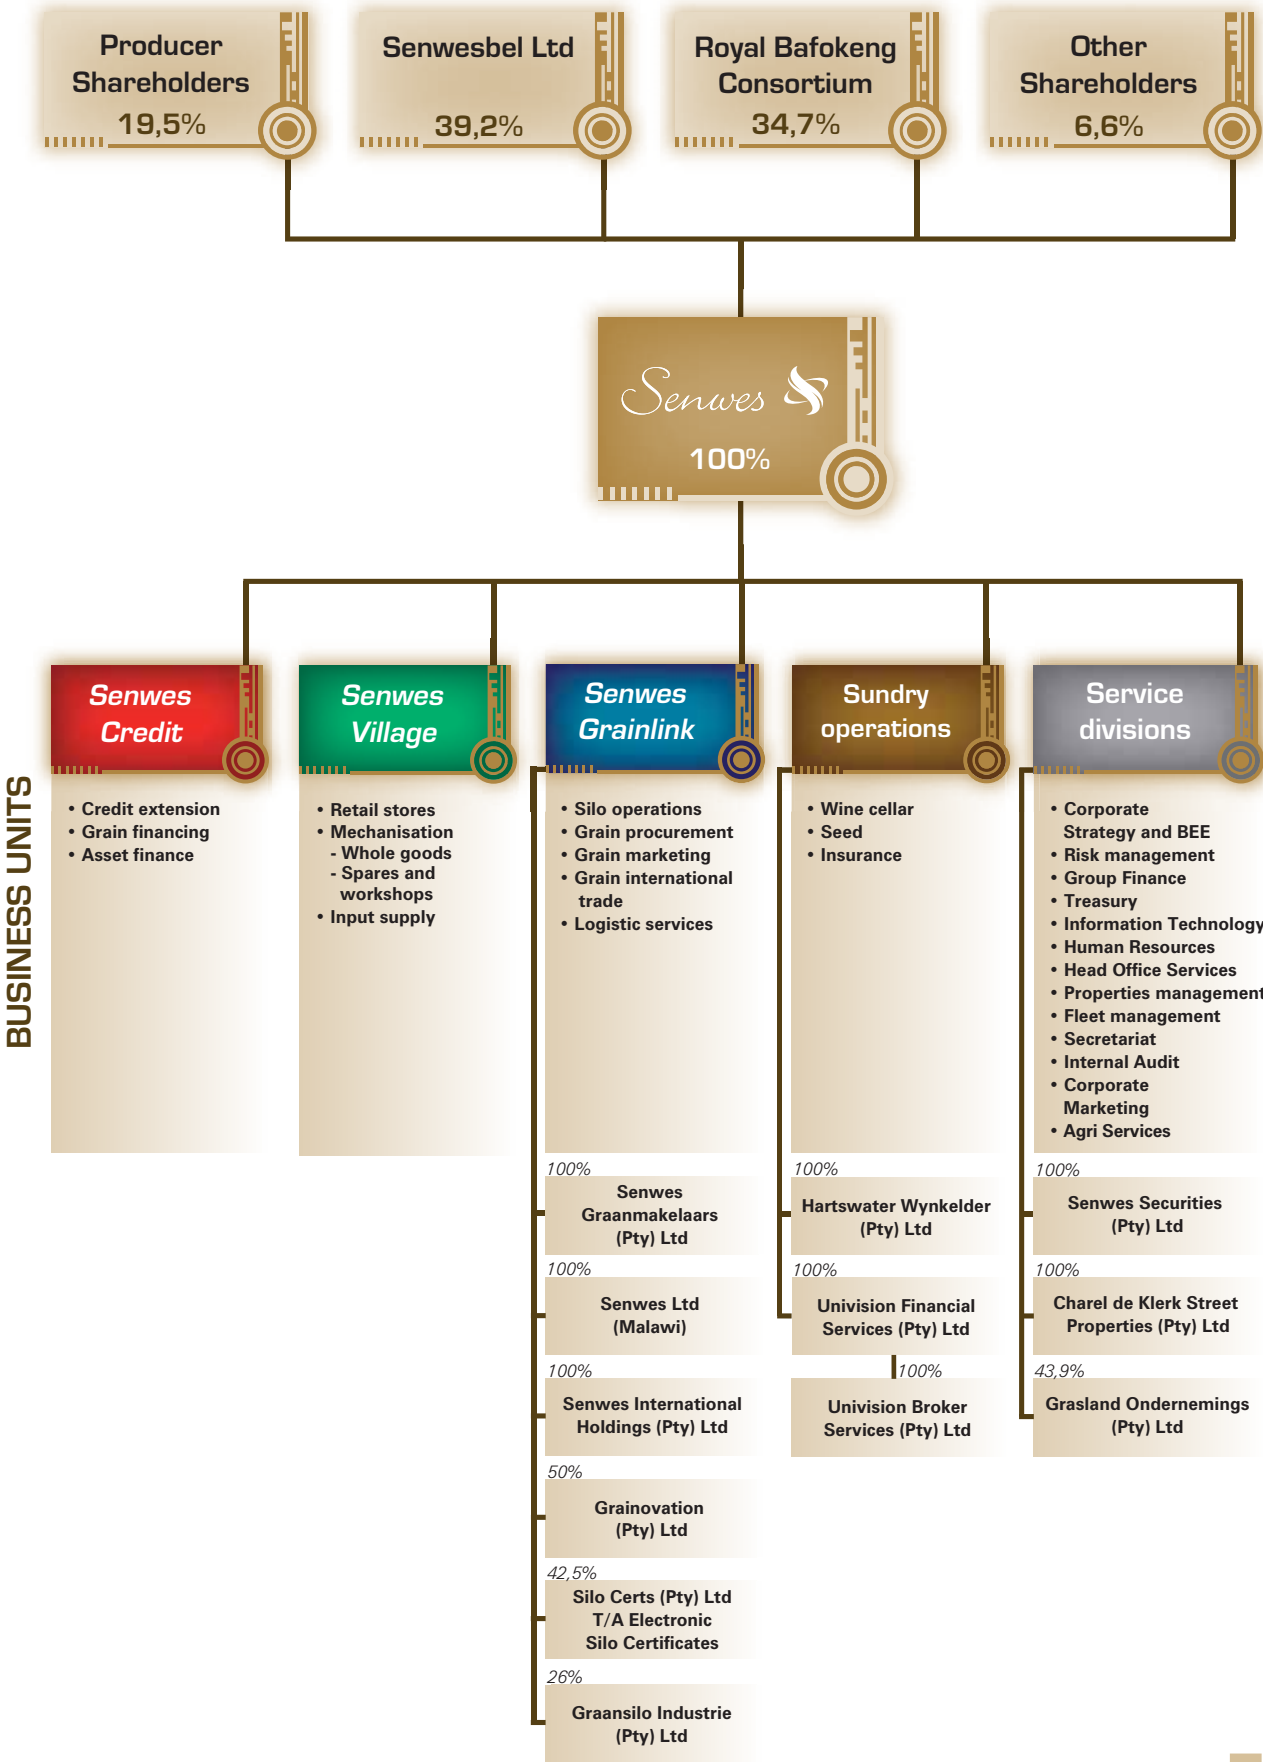 Producer
Shareholders
19,5%
Senwesbel Ltd
39,2%
Royal Bafokeng
Consortium
34,7%
Other
Shareholders
6,6%
Senwes
100%
BUSINESS UNITS
Senwes
Credit
• Credit extension
• Grain financing
• Asset finance
Senwes
Village
• Retail stores
• Mechanisation
- Whole goods
- Spares and
workshops
• Input supply
Senwes
Grainlink
• Silo operations
• Grain procurement
• Grain marketing
• Grain international
trade
• Logistic services
100%
Senwes
Graanmakelaars
(Pty) Ltd
100%
Senwes Ltd
(Malawi)
100%
Senwes International
Holdings (Pty) Ltd
50%
Grainovation
(Pty) Ltd
42,5%
Silo Certs (Pty) Ltd
T/A Electronic
Silo Certificates
26%
Graansilo Industrie
(Pty) Ltd
Sundry
operations
• Wine cellar
• Seed
• Insurance
100%
Hartswater Wynkelder
(Pty) Ltd
100%
Univision Financial
Services (Pty) Ltd
100%
Univision Broker
Services (Pty) Ltd
Service
divisions
• Corporate
Strategy and BEE
• Risk management
• Group Finance
• Treasury
• Information Technology
• Human Resources
• Head Office Services
• Properties management
• Fleet management
• Secretariat
• Internal Audit
• Corporate
Marketing
• Agri Services
100%
Senwes Securities
(Pty) Ltd
100%
Charel de Klerk Street
Properties (Pty) Ltd
43,9%
Grasland Ondernemings
(Pty) Ltd